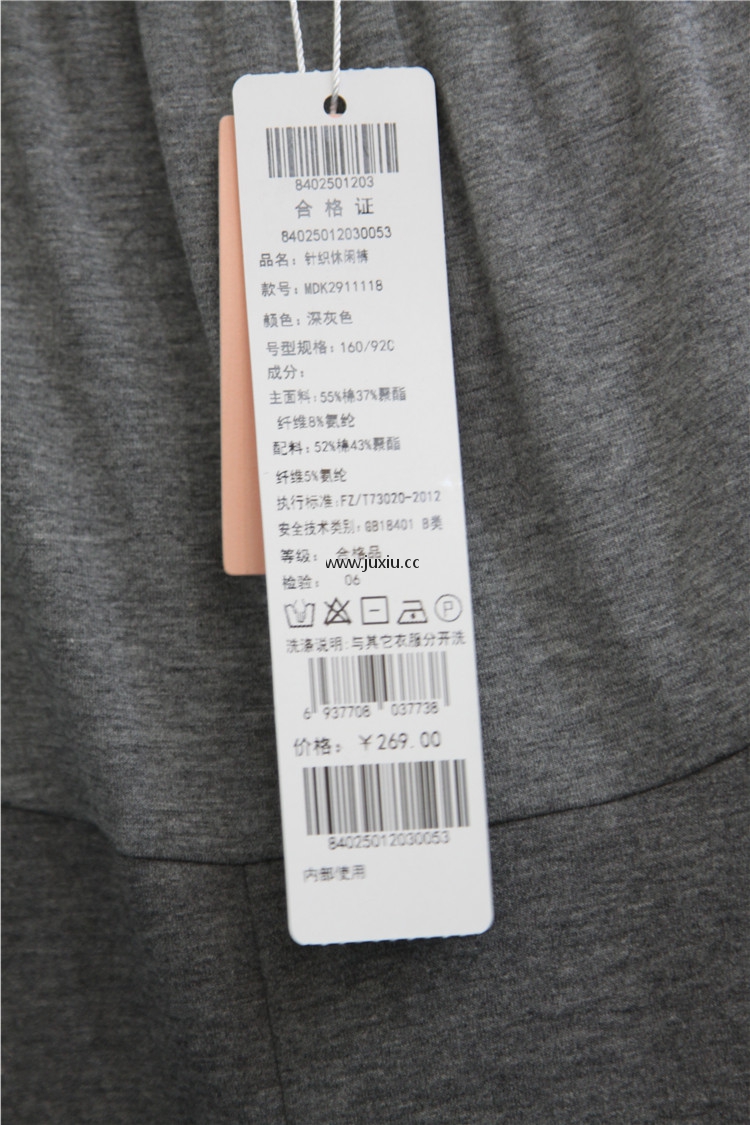 8402501203
合格证
84025012030053
品名：针织休闲裤
款号：MDK2911118
颜色：深灰色
号型规格：160/92C
成分：
主面料：55%棉37%聚酯
纤维8%氨纶
配料：52%棉43%聚酯
纤维5%氨纶
执行标准：FZ/T73020-2012
安全技术类别：GB18401 B类
等级： 合格品
www.juxiu.cc
检验： 06
P
洗涤说明：与其它衣服分开洗
6 937708 037738
价格：￥269.00
84025012030053
内部使用